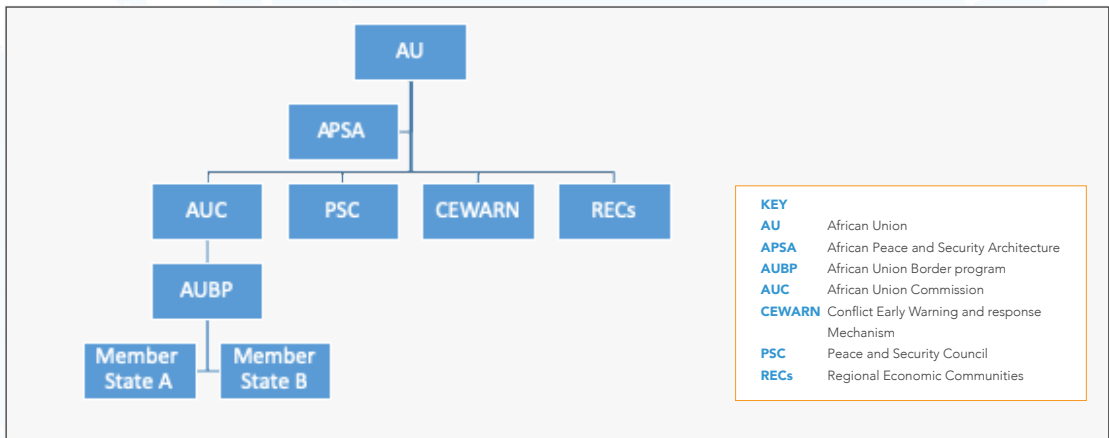 AU
APSA
AUC
PSC
CEWARN
RECs
AUBP
Member
State A
Member
State B
KEY
AU African Union
APSA African Peace and Security Architecture
AUBP African Union Border program
AUC African Union Commission
CEWARN Conflict Early Warning and response
Mechanism
PSC Peace and Security Council
RECs Regional Economic Communities